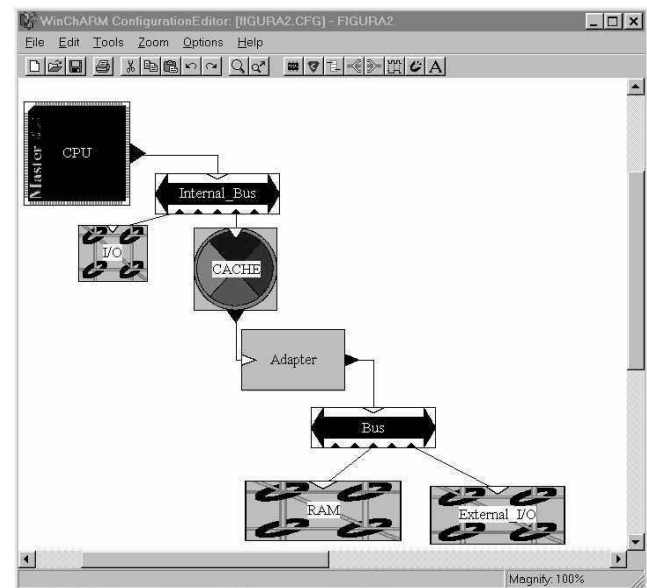 WinChARM ConfigurationEditor: [fIGURA2.CFG] - FIGURA2
File Edit Tools Zoom Options Help
A
Master
CPU
Internal_Bus
I/O
CACHE
Adapter
Bus
RAM
External_I/O
Magnify: 100%